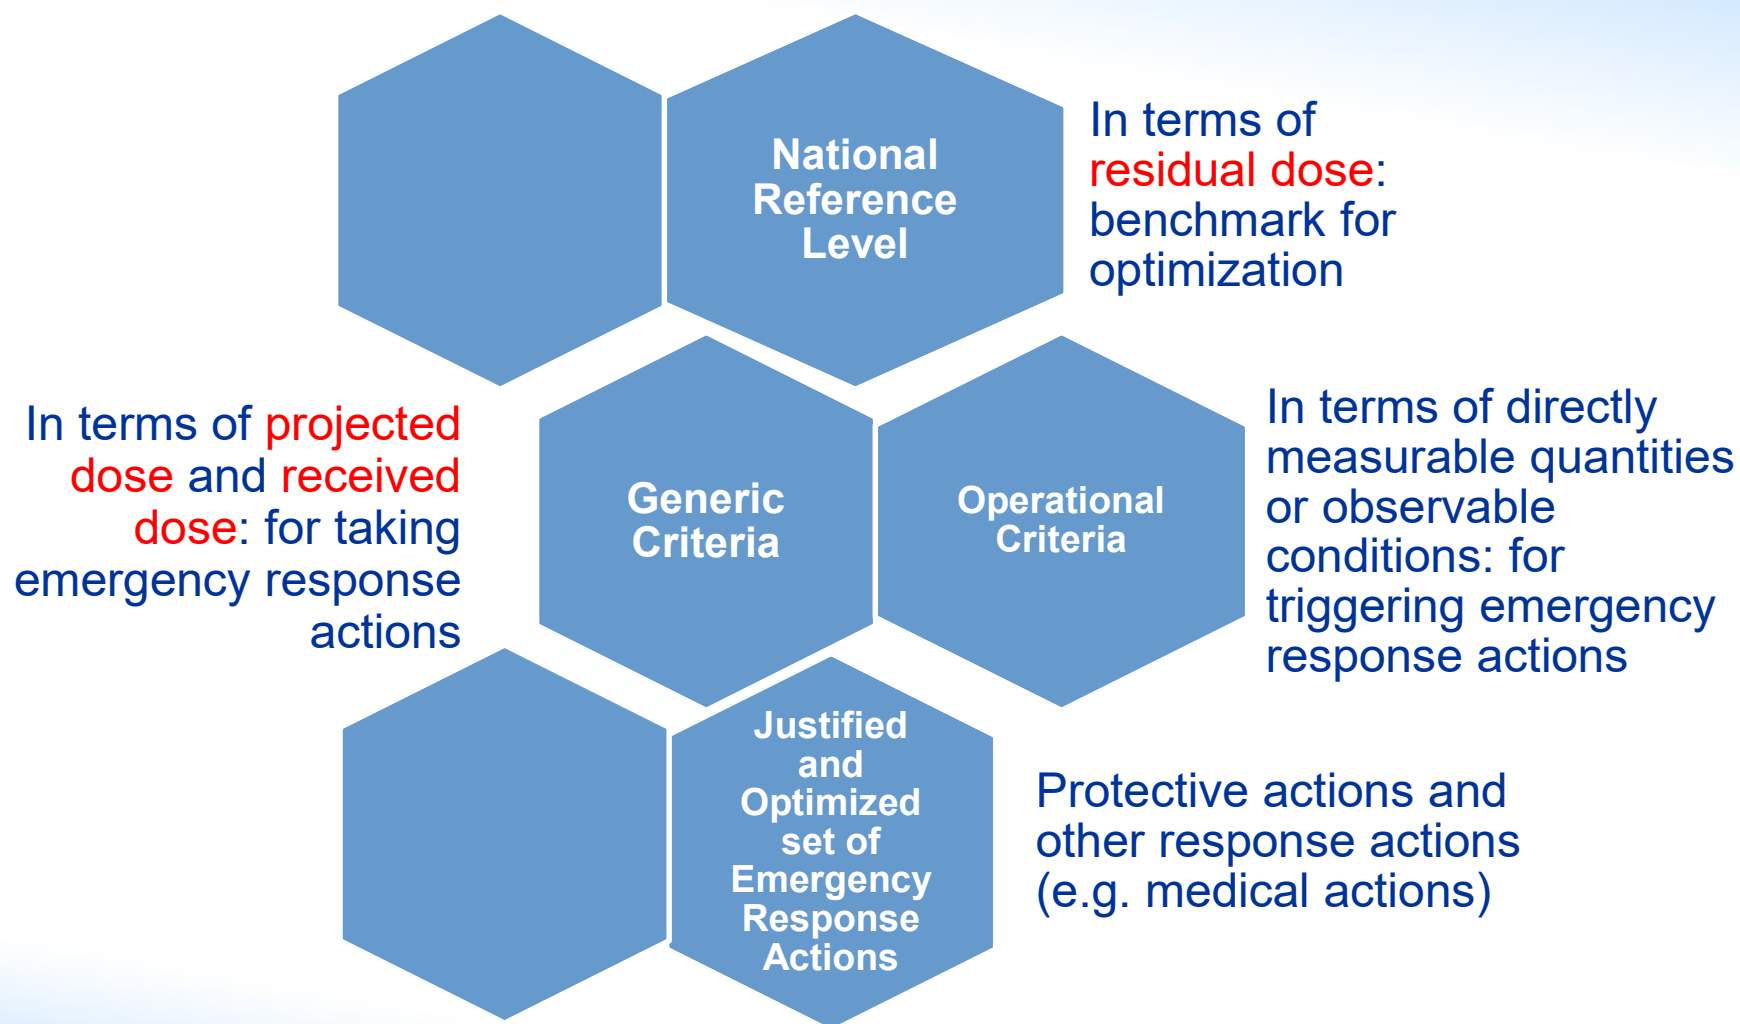 National
Reference
Level
In terms of
residual dose:
benchmark for
optimization
In terms of projected
dose and received
dose: for taking
emergency response
actions
Generic
Criteria
Operational
Criteria
In terms of directly
measurable quantities
or observable
conditions: for
triggering emergency
response actions
Justified
and
Optimized
set of
Emergency
Response
Actions
Protective actions and
other response actions
(e.g. medical actions)